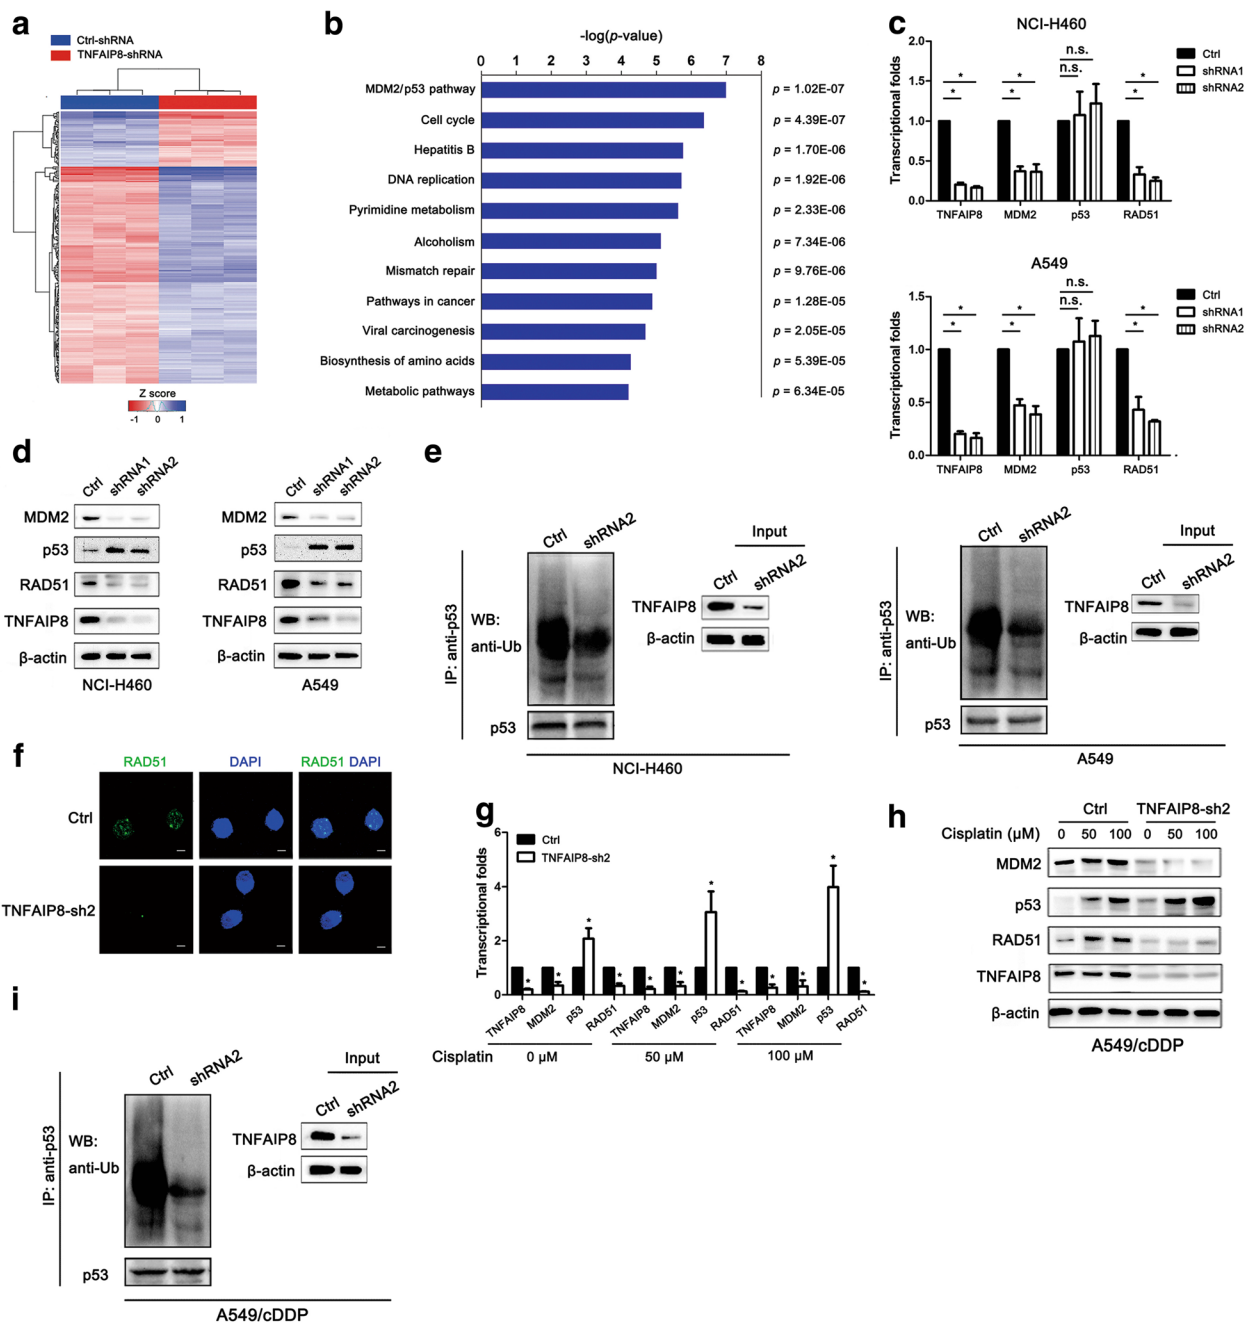 a
Ctrl-shRNA
TNFAIP8-shRNA
Z score
-1 0 1
b
-log(p-value)
0 1 2 3 4 5 6 7 8
MDM2/p53 pathway p = 1.02E-07
Cell cycle p = 4.39E-07
Hepatitis B p = 1.70E-06
DNA replication p = 1.92E-06
Pyrimidine metabolism p = 2.33E-06
Alcoholism p = 7.34E-06
Mismatch repair p = 9.76E-06
Pathways in cancer p = 1.28E-05
Viral carcinogenesis p = 2.05E-05
Biosynthesis of amino acids p = 5.39E-05
Metabolic pathways p = 6.34E-05
c
NCI-H460
Transcriptional folds
2.0
1.5
1.0
0.5
0.0
* * * * n.s. n.s. * *
TNFAIP8 MDM2 p53 RAD51
Ctrl
shRNA1
shRNA2
A549
Transcriptional folds
1.5
1.0
0.5
0.0
* * * * n.s. n.s. * *
TNFAIP8 MDM2 p53 RAD51
Ctrl
shRNA1
shRNA2
d
Ctrl shRNA1 shRNA2
MDM2
p53
RAD51
TNFAIP8
β-actin
NCI-H460
Ctrl shRNA1 shRNA2
MDM2
p53
RAD51
TNFAIP8
β-actin
A549
e
IP: anti-p53
Ctrl shRNA2
WB:
anti-Ub
p53
Input
Ctrl shRNA2
TNFAIP8
β-actin
NCI-H460
IP: anti-p53
Ctrl shRNA2
WB:
anti-Ub
p53
Input
Ctrl shRNA2
TNFAIP8
β-actin
A549
f
RAD51 DAPI RAD51 DAPI
Ctrl
TNFAIP8-sh2
g
Transcriptional folds
6
4
2
0
Ctrl
TNFAIP8-sh2
* * * * * * * * * * * *
TNFAIP8 MDM2 p53 RAD51 TNFAIP8 MDM2 p53 RAD51 TNFAIP8 MDM2 p53 RAD51
Cisplatin 0 μM 50 μM 100 μM
h
Ctrl TNFAIP8-sh2
Cisplatin (μM) 0 50 100 0 50 100
MDM2
p53
RAD51
TNFAIP8
β-actin
A549/cDDP
i
IP: anti-p53
Ctrl shRNA2
WB:
anti-Ub
p53
Input
Ctrl shRNA2
TNFAIP8
β-actin
A549/cDDP